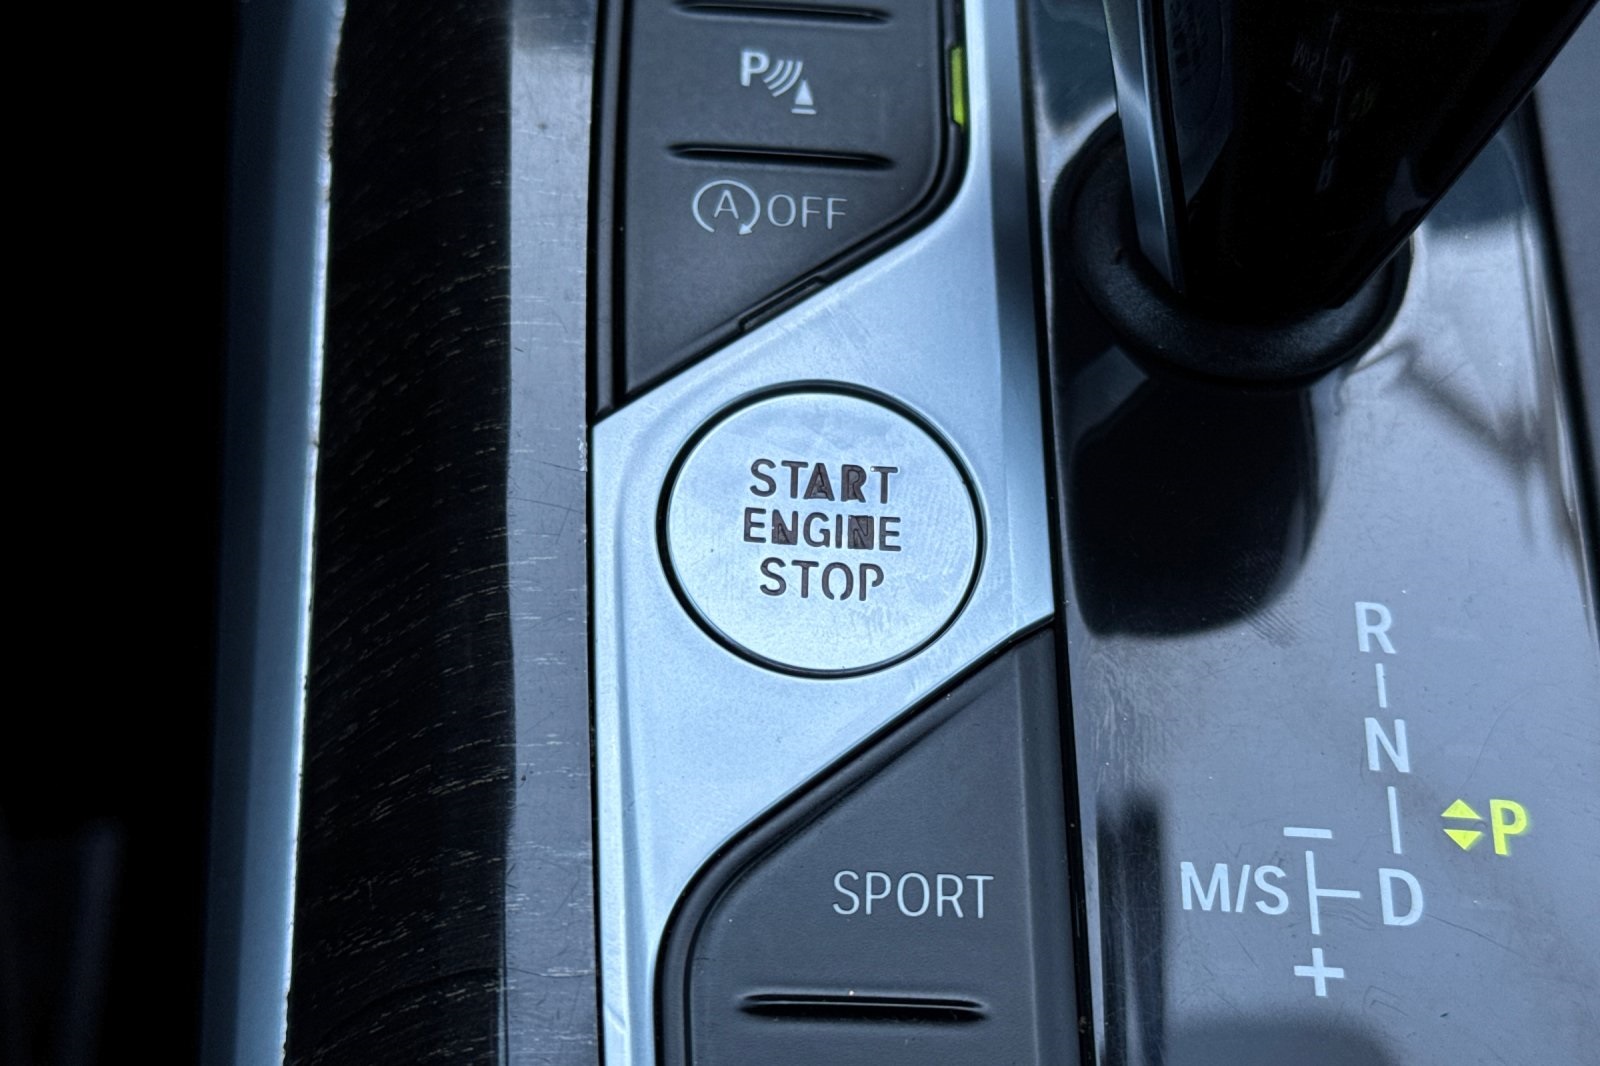 P
A OFF
START
ENGINE
STOP
SPORT
R
N
P
M/S
D
−
+